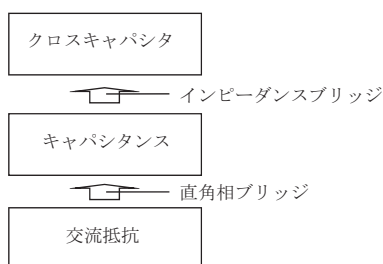 クロスキャパシタ
インピーダンスブリッジ
キャパシタンス
直角相ブリッジ
交流抵抗